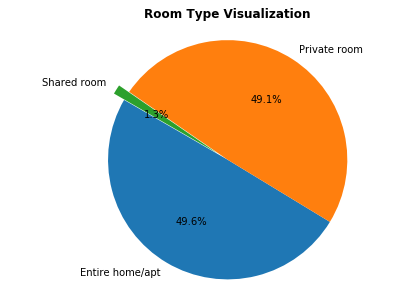 Room Type Visualization
Private room
Shared room
49.1%
1.3%
49.6%
Entire home/apt